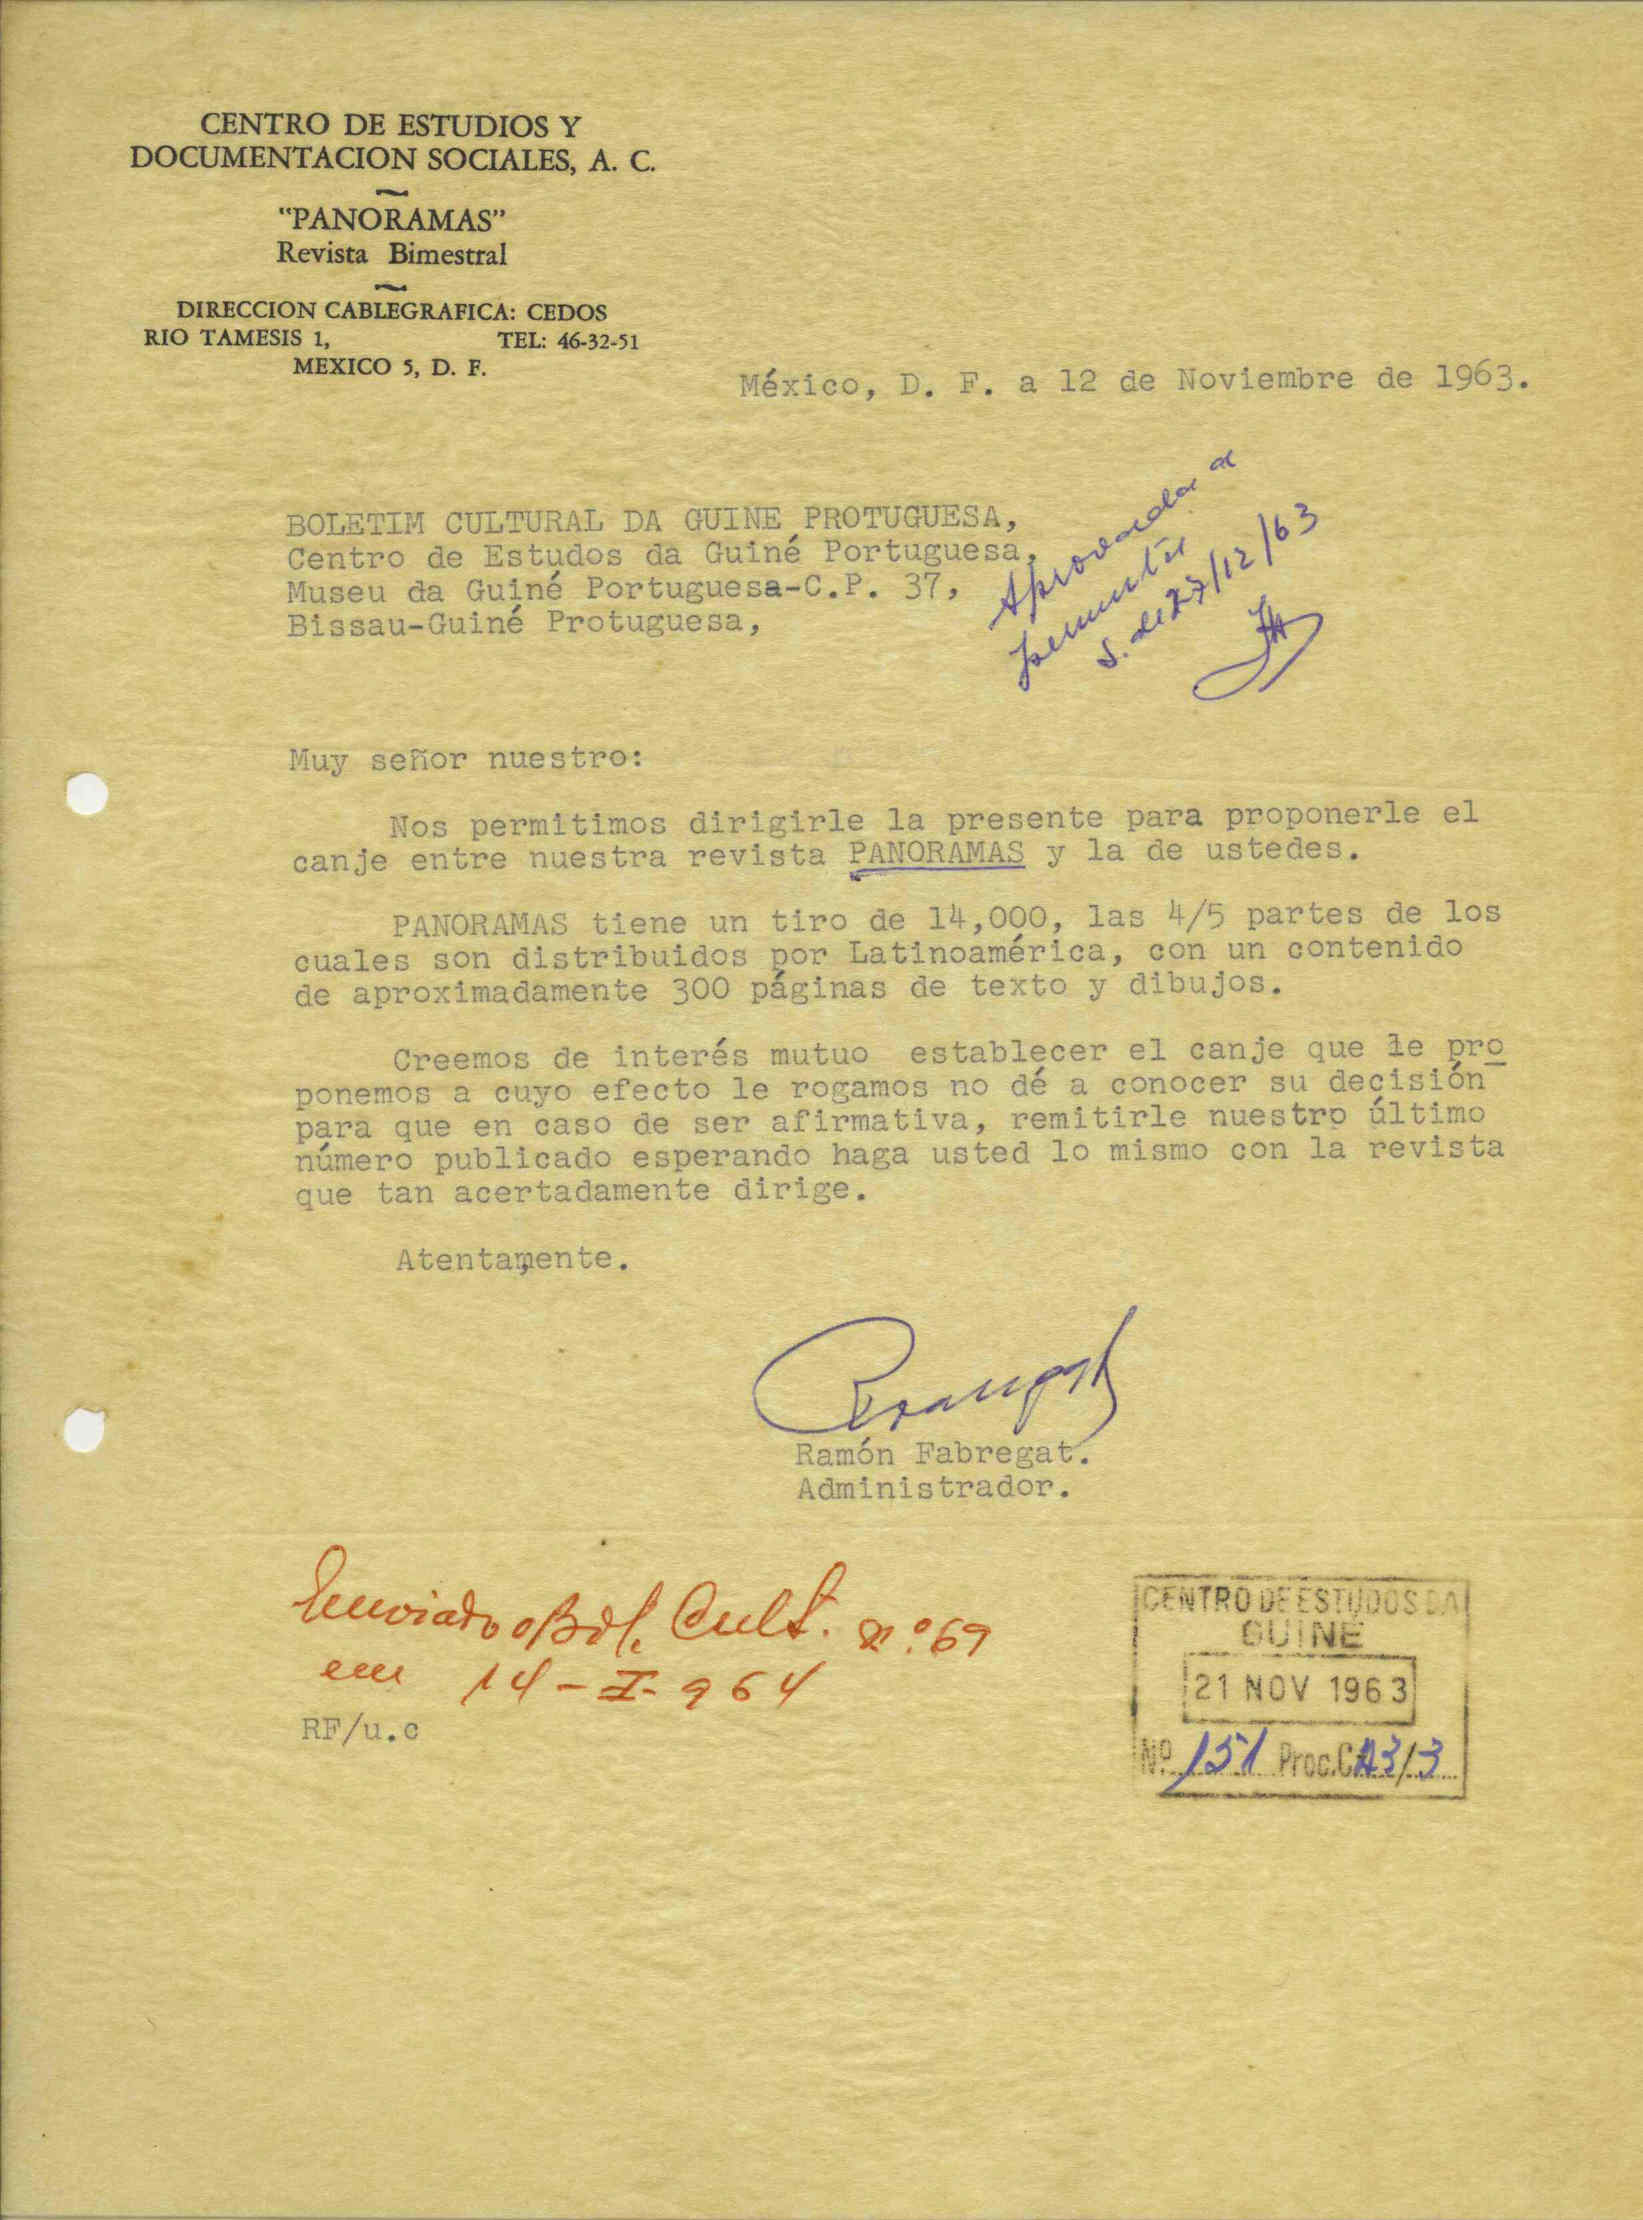 CENTRO DE ESTUDIOS Y
DOCUMENTACION SOCIALES, A. C.
"PANORAMAS"
Revista Bimestral
DIRECCION CABLEGRAFICA: CEDOS
RIO TAMESIS 1, TEL: 46-32-51
MEXICO 5, D. F.
México, D. F. a 12 de Noviembre de 1963.
BOLETIM CULTURAL DA GUINE PROTUGUESA,
Centro de Estudos da Guiné Portuguesa,
Museu da Guiné Portuguesa-C.P. 37,
Bissau-Guiné Protuguesa,
Aprovada a
permuta
S. de 27/12/63
Muy señor nuestro:
Nos permitimos dirigirle la presente para proponerle el
canje entre nuestra revista PANORAMAS y la de ustedes.
PANORAMAS tiene un tiro de 14,000, las 4/5 partes de los
cuales son distribuidos por Latinoamérica, con un contenido
de aproximadamente 300 páginas de texto y dibujos.
Creemos de interés mutuo establecer el canje que le pro
ponemos a cuyo efecto le rogamos no dé a conocer su decisión
para que en caso de ser afirmativa, remitirle nuestro último
número publicado esperando haga usted lo mismo con la revista
que tan acertadamente dirige.
Atentamente.
Ramón Fabregat.
Administrador.
Enviado o Bol. Cult. nº 69
em 14-I-964
RF/u.c
CENTRO DE ESTUDOS DA
GUINÉ
21 NOV 1963
Nº 151 Proc. CA3/3